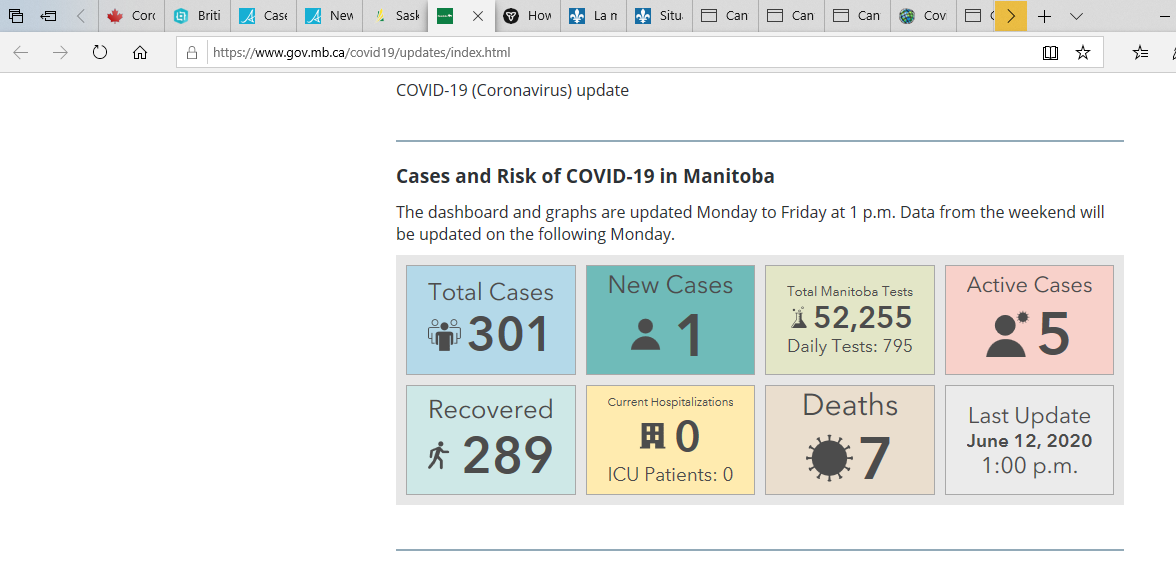 Corc
Briti
Case
New
Sask
How
La n
Situ
Can
Can
Can
Cov
https://www.gov.mb.ca/covid19/updates/index.html
COVID-19 (Coronavirus) update
Cases and Risk of COVID-19 in Manitoba
The dashboard and graphs are updated Monday to Friday at 1 p.m. Data from the weekend will
be updated on the following Monday.
Total Cases
301
New Cases
1
Total Manitoba Tests
52,255
Daily Tests: 795
Active Cases
5
Recovered
289
Current Hospitalizations
0
ICU Patients: 0
Deaths
7
Last Update
June 12, 2020
1:00 p.m.